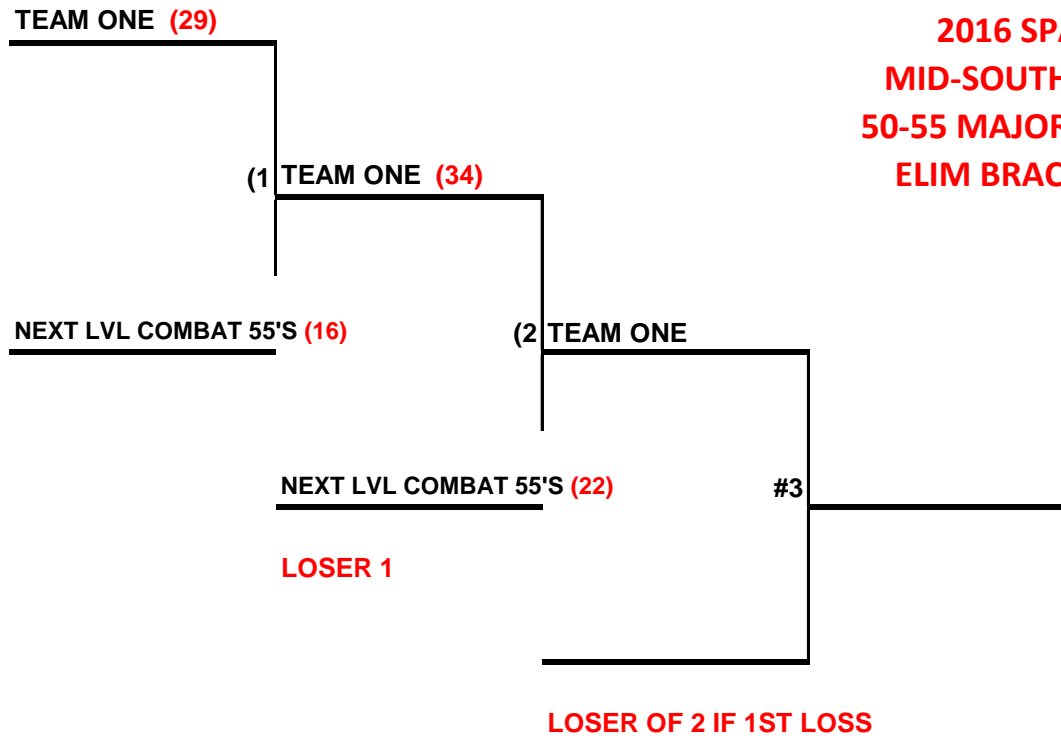 TEAM ONE (29)
2016 SPA
MID-SOUTH
50-55 MAJOR
ELIM BRAC
(1 TEAM ONE (34)
NEXT LVL COMBAT 55'S (16)
(2 TEAM ONE
NEXT LVL COMBAT 55'S (22)
#3
LOSER 1
LOSER OF 2 IF 1ST LOSS